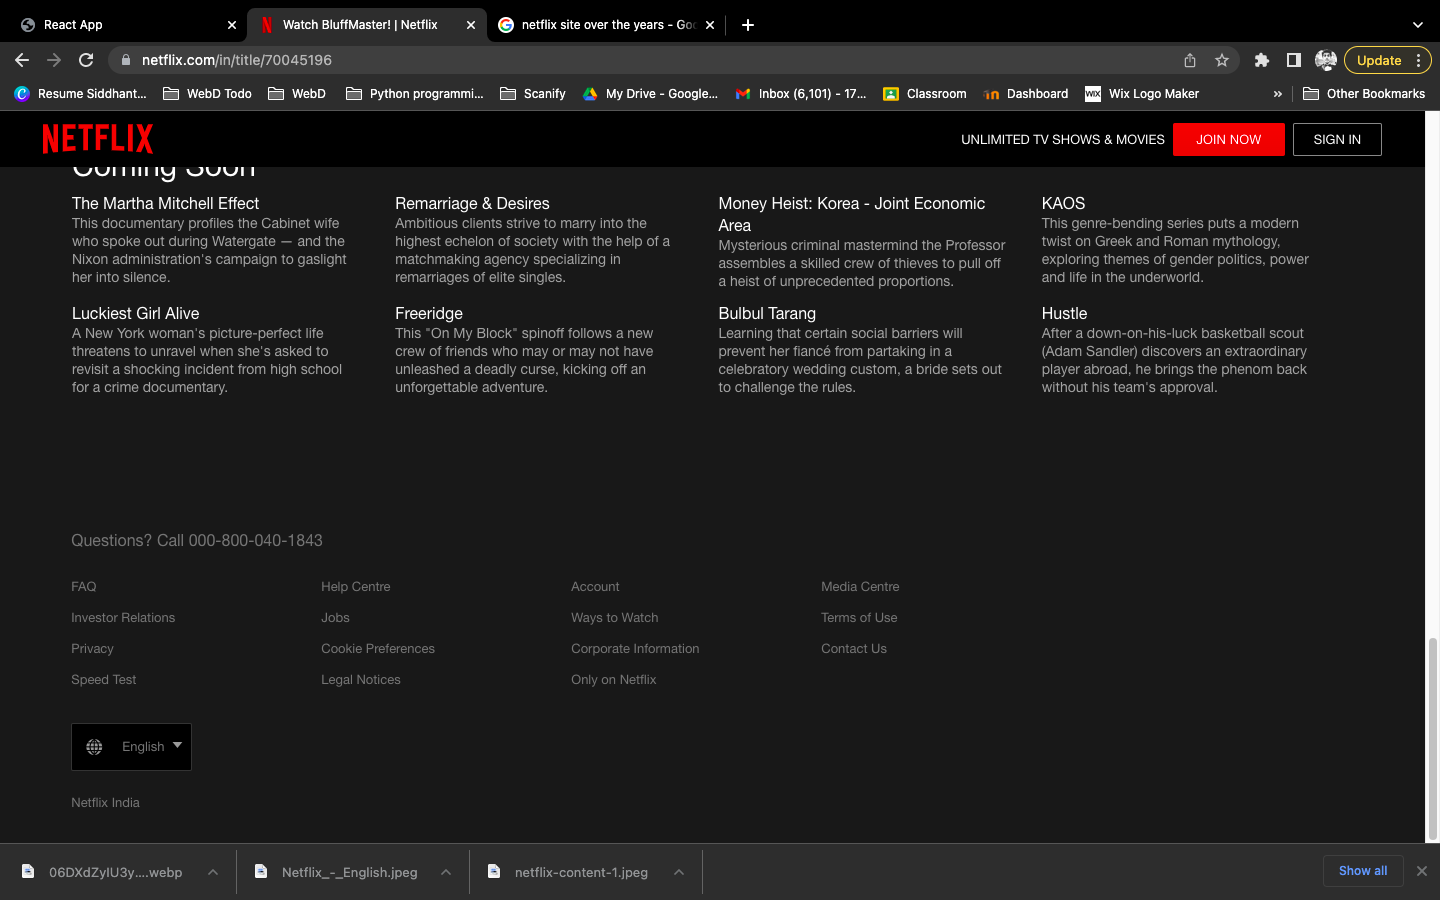 React App
Watch BluffMaster! | Netflix
netflix site over the years - Goo
netflix.com/in/title/70045196
Update
Resume Siddhant...
WebD Todo
WebD
Python programmi...
Scanify
My Drive - Google...
Inbox (6,101) - 17...
Classroom
Dashboard
WIX
Wix Logo Maker
»
Other Bookmarks
NETFLIX
UNLIMITED TV SHOWS & MOVIES
JOIN NOW
SIGN IN
Coming Soon
The Martha Mitchell Effect
This documentary profiles the Cabinet wife
who spoke out during Watergate — and the
Nixon administration's campaign to gaslight
her into silence.
Remarriage & Desires
Ambitious clients strive to marry into the
highest echelon of society with the help of a
matchmaking agency specializing in
remarriages of elite singles.
Money Heist: Korea - Joint Economic
Area
Mysterious criminal mastermind the Professor
assembles a skilled crew of thieves to pull off
a heist of unprecedented proportions.
KAOS
This genre-bending series puts a modern
twist on Greek and Roman mythology,
exploring themes of gender politics, power
and life in the underworld.
Luckiest Girl Alive
A New York woman's picture-perfect life
threatens to unravel when she's asked to
revisit a shocking incident from high school
for a crime documentary.
Freeridge
This "On My Block" spinoff follows a new
crew of friends who may or may not have
unleashed a deadly curse, kicking off an
unforgettable adventure.
Bulbul Tarang
Learning that certain social barriers will
prevent her fiancé from partaking in a
celebratory wedding custom, a bride sets out
to challenge the rules.
Hustle
After a down-on-his-luck basketball scout
(Adam Sandler) discovers an extraordinary
player abroad, he brings the phenom back
without his team's approval.
Questions? Call 000-800-040-1843
FAQ
Help Centre
Account
Media Centre
Investor Relations
Jobs
Ways to Watch
Terms of Use
Privacy
Cookie Preferences
Corporate Information
Contact Us
Speed Test
Legal Notices
Only on Netflix
English
Netflix India
06DXdZyIU3y....webp
Netflix_-_English.jpeg
netflix-content-1.jpeg
Show all